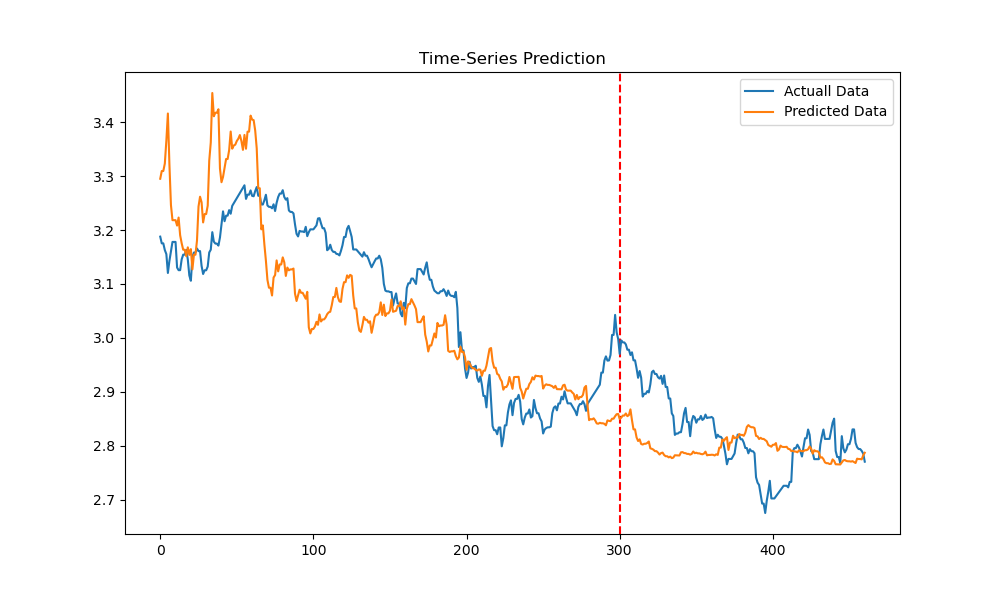 Time-Series Prediction
Actuall Data
Predicted Data
3.4
3.3
3.2
3.1
3.0
2.9
2.8
2.7
0 100 200 300 400